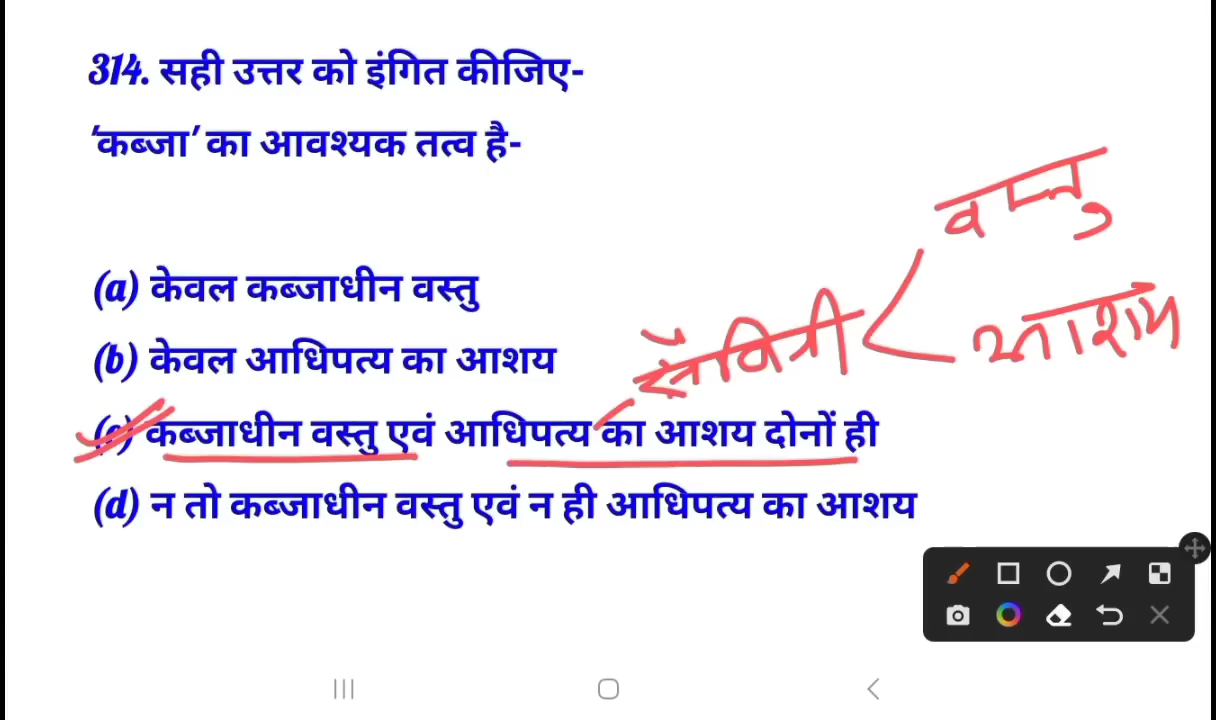 314. सही उत्तर को इंगित कीजिए-
'कब्जा' का आवश्यक तत्व है-
(a) केवल कब्जाधीन वस्तु
(b) केवल आधिपत्य का आशय
(c) कब्जाधीन वस्तु एवं आधिपत्य का आशय दोनों ही
(d) न तो कब्जाधीन वस्तु एवं न ही आधिपत्य का आशय
वस्तु
आशय